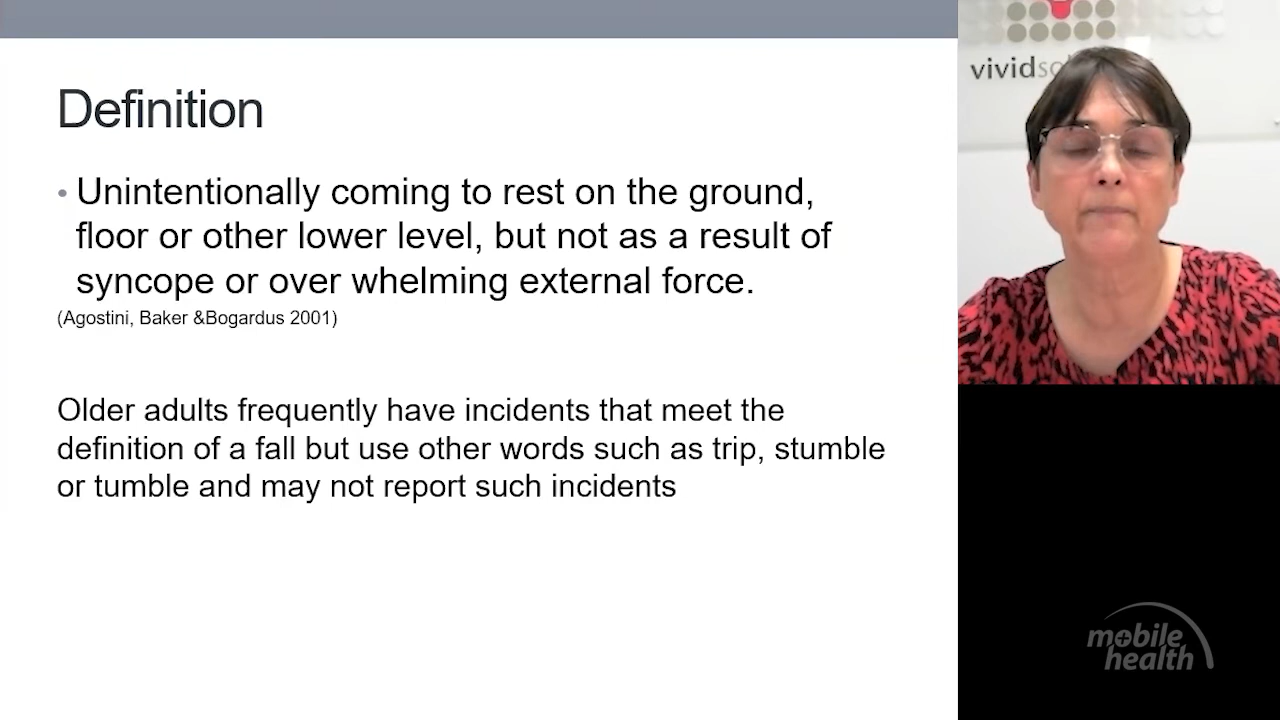 Definition
• Unintentionally coming to rest on the ground,
floor or other lower level, but not as a result of
syncope or over whelming external force.
(Agostini, Baker &Bogardus 2001)
Older adults frequently have incidents that meet the
definition of a fall but use other words such as trip, stumble
or tumble and may not report such incidents
vivid
mobile
health